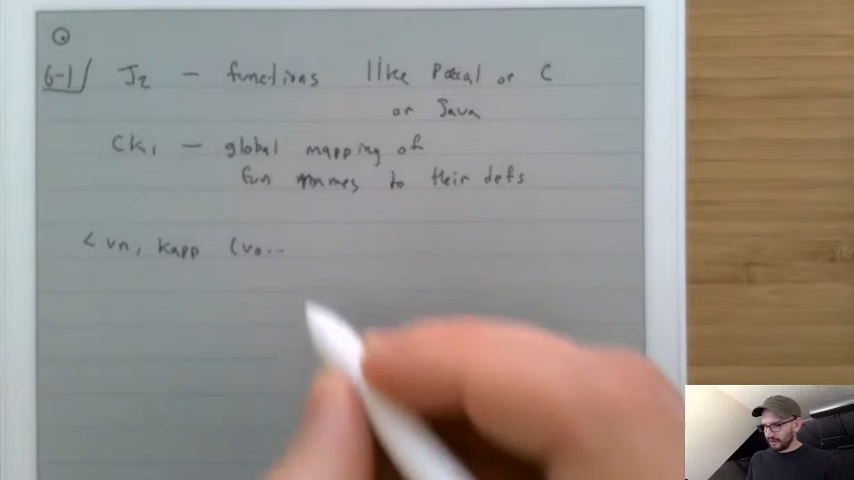 6-1/ J2 - functions like Pascal or C
or Java
CK1 - global mapping of
fun names to their defs
< vn, kapp (v0...